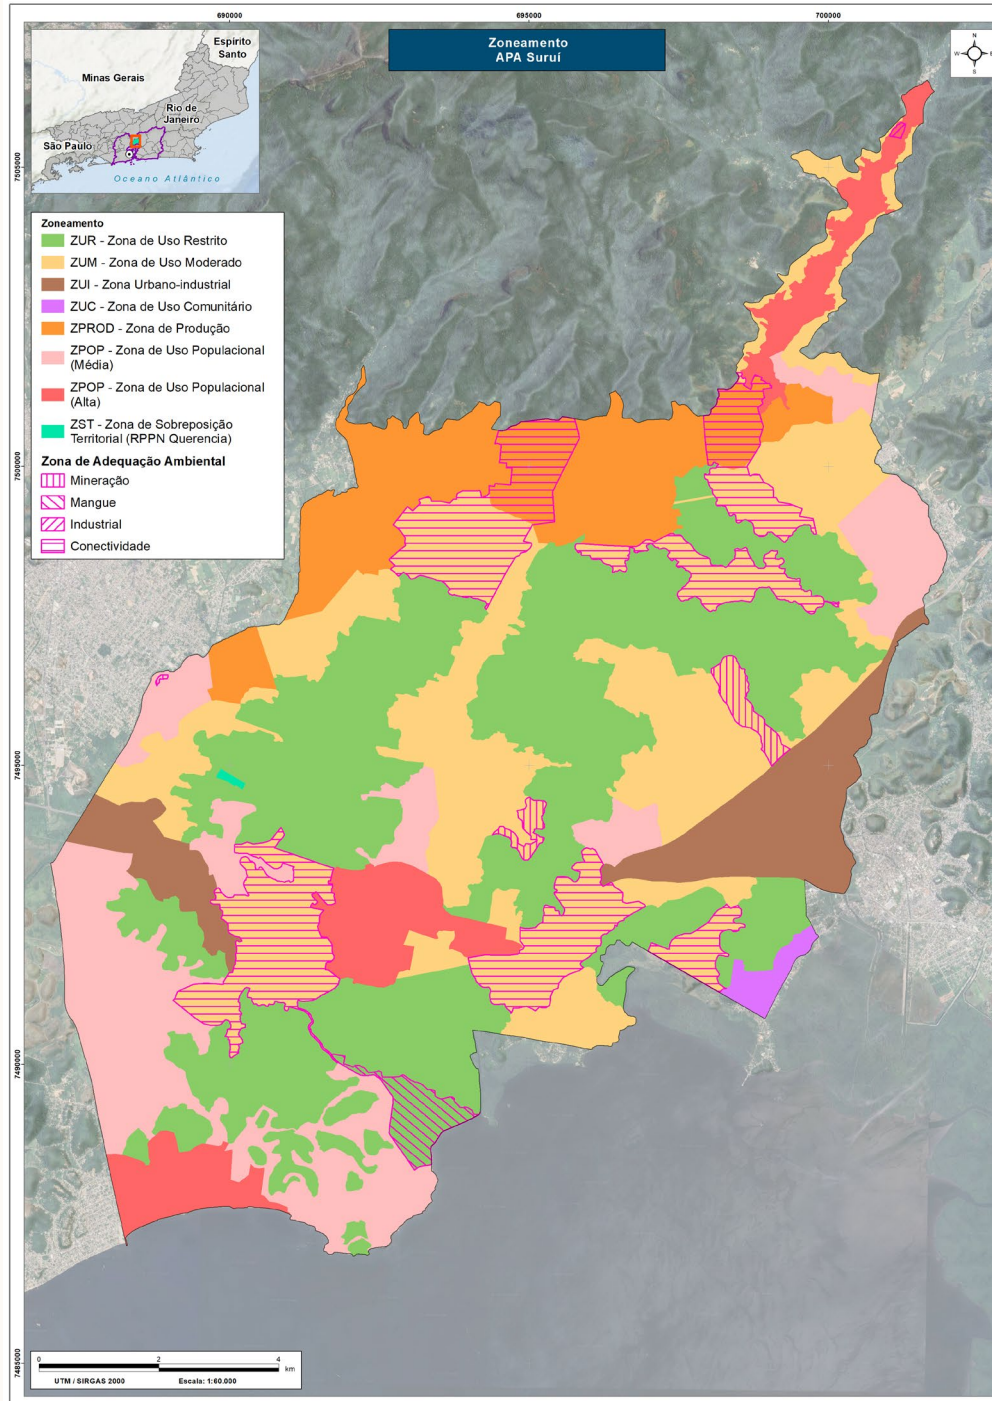 690000
695000
700000
Zoneamento
APA Suruí
N
W
E
S
Espírito
Santo
Minas Gerais
Rio de
Janeiro
São Paulo
Oceano Atlântico
7505000
7500000
7495000
7490000
7485000
Zoneamento
ZUR - Zona de Uso Restrito
ZUM - Zona de Uso Moderado
ZUI - Zona Urbano-industrial
ZUC - Zona de Uso Comunitário
ZPROD - Zona de Produção
ZPOP - Zona de Uso Populacional
(Média)
ZPOP - Zona de Uso Populacional
(Alta)
ZST - Zona de Sobreposição
Territorial (RPPN Querencia)
Zona de Adequação Ambiental
Mineração
Mangue
Industrial
Conectividade
0
2
4
km
UTM / SIRGAS 2000
Escala: 1:60.000